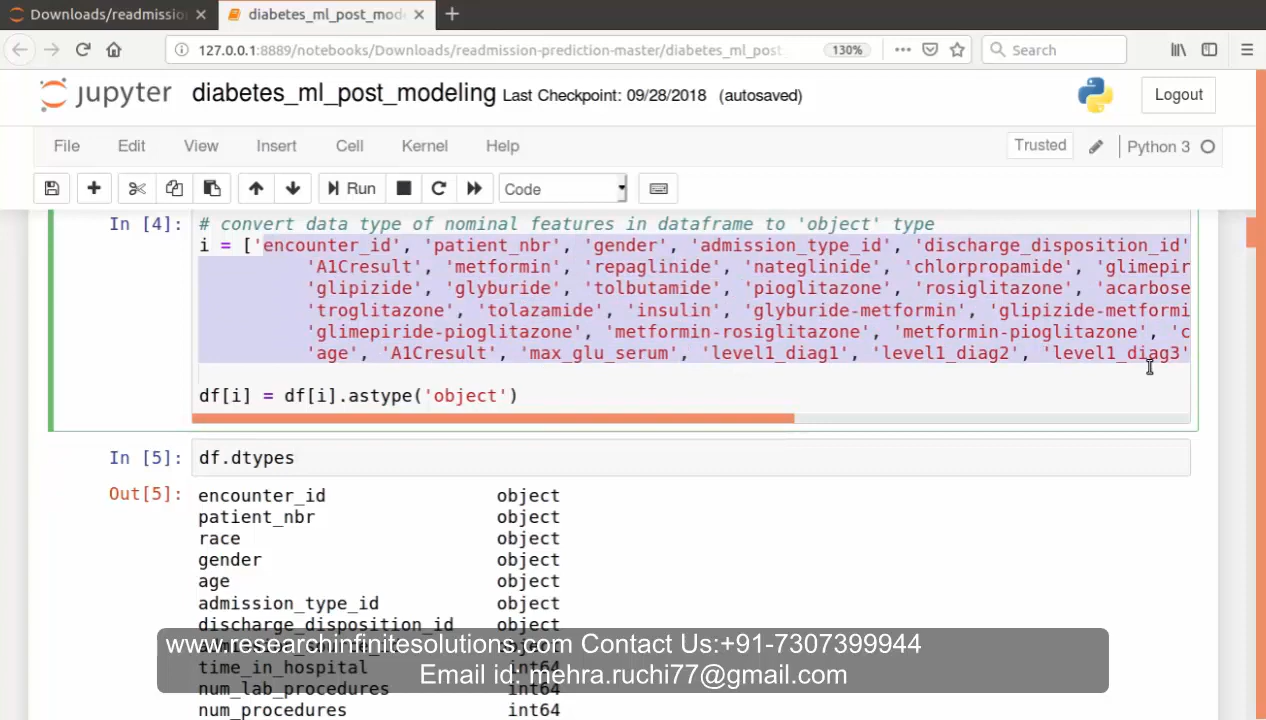 Downloads/readmissio
diabetes_ml_post_mod
127.0.0.1:8889/notebooks/Downloads/readmission-prediction-master/diabetes_ml_post
130%
Search
jupyter diabetes_ml_post_modeling Last Checkpoint: 09/28/2018 (autosaved)
Logout
File Edit View Insert Cell Kernel Help
Trusted
Python 3
Run
Code
In [4]:
# convert data type of nominal features in dataframe to 'object' type
i = ['encounter_id', 'patient_nbr', 'gender', 'admission_type_id', 'discharge_disposition_id'
'A1Cresult', 'metformin', 'repaglinide', 'nateglinide', 'chlorpropamide', 'glimepir
'glipizide', 'glyburide', 'tolbutamide', 'pioglitazone', 'rosiglitazone', 'acarbose
'troglitazone', 'tolazamide', 'insulin', 'glyburide-metformin', 'glipizide-metformi
'glimepiride-pioglitazone', 'metformin-rosiglitazone', 'metformin-pioglitazone', 'c
'age', 'A1Cresult', 'max_glu_serum', 'level1_diag1', 'level1_diag2', 'level1_diag3'
df[i] = df[i].astype('object')
In [5]:
df.dtypes
Out[5]:
encounter_id object
patient_nbr object
race object
gender object
age object
admission_type_id object
discharge_disposition_id object
www.researchinfinitesolutions.com Contact Us:+91-7307399944
time_in_hospital int64
Email id: mehra.ruchi77@gmail.com
num_lab_procedures int64
num_procedures int64